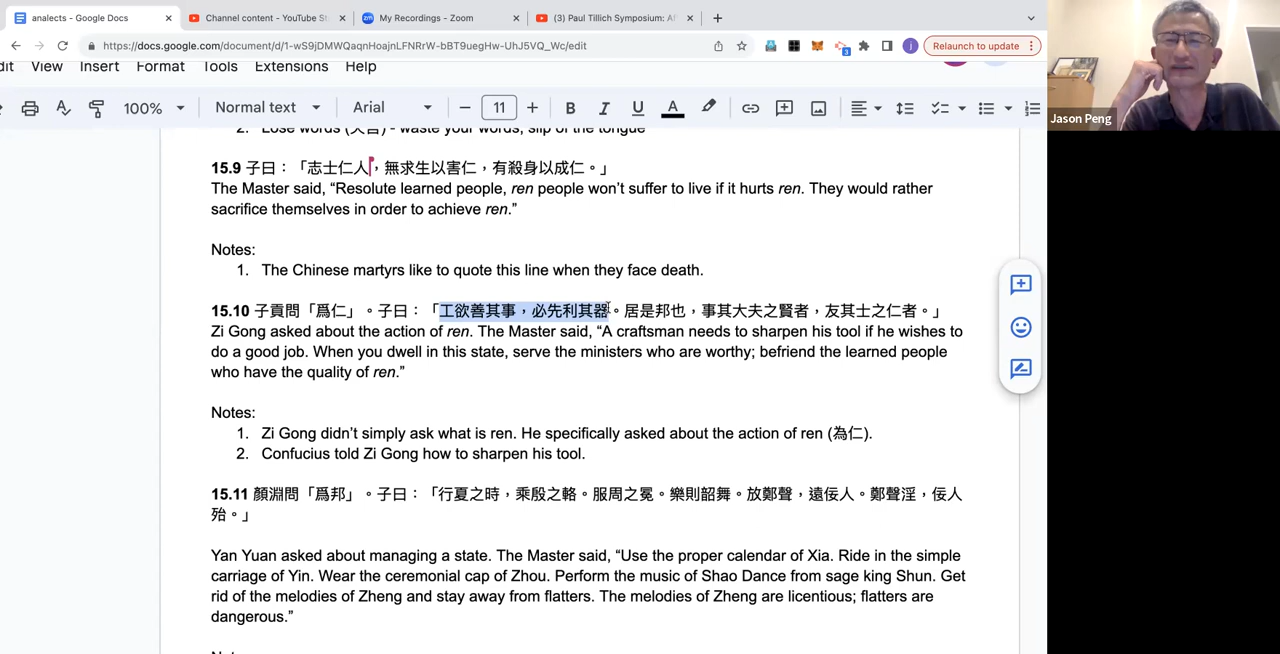 analects - Google Docs
Channel content - YouTube St
My Recordings - Zoom
(3) Paul Tillich Symposium: Af
https://docs.google.com/document/d/1-wS9jDMWQaqnHoajnLFNRrW-bBT9uegHw-UhJ5VQ_Wc/edit
3
j
Relaunch to update
dit View Insert Format Tools Extensions Help
100% Normal text Arial 11 B I U A
Jason Peng
2. Lose words (失言) - waste your words, slip of the tongue
15.9 子曰：「志士仁人，無求生以害仁，有殺身以成仁。」
The Master said, “Resolute learned people, ren people won’t suffer to live if it hurts ren. They would rather
sacrifice themselves in order to achieve ren.”
Notes:
1. The Chinese martyrs like to quote this line when they face death.
15.10 子貢問「爲仁」。子曰：「工欲善其事，必先利其器。居是邦也，事其大夫之賢者，友其士之仁者。」
Zi Gong asked about the action of ren. The Master said, “A craftsman needs to sharpen his tool if he wishes to
do a good job. When you dwell in this state, serve the ministers who are worthy; befriend the learned people
who have the quality of ren.”
Notes:
1. Zi Gong didn’t simply ask what is ren. He specifically asked about the action of ren (為仁).
2. Confucius told Zi Gong how to sharpen his tool.
15.11 顏淵問「爲邦」。子曰：「行夏之時，乘殷之輅。服周之冕。樂則韶舞。放鄭聲，遠佞人。鄭聲淫，佞人
殆。」
Yan Yuan asked about managing a state. The Master said, “Use the proper calendar of Xia. Ride in the simple
carriage of Yin. Wear the ceremonial cap of Zhou. Perform the music of Shao Dance from sage king Shun. Get
rid of the melodies of Zheng and stay away from flatters. The melodies of Zheng are licentious; flatters are
dangerous.”